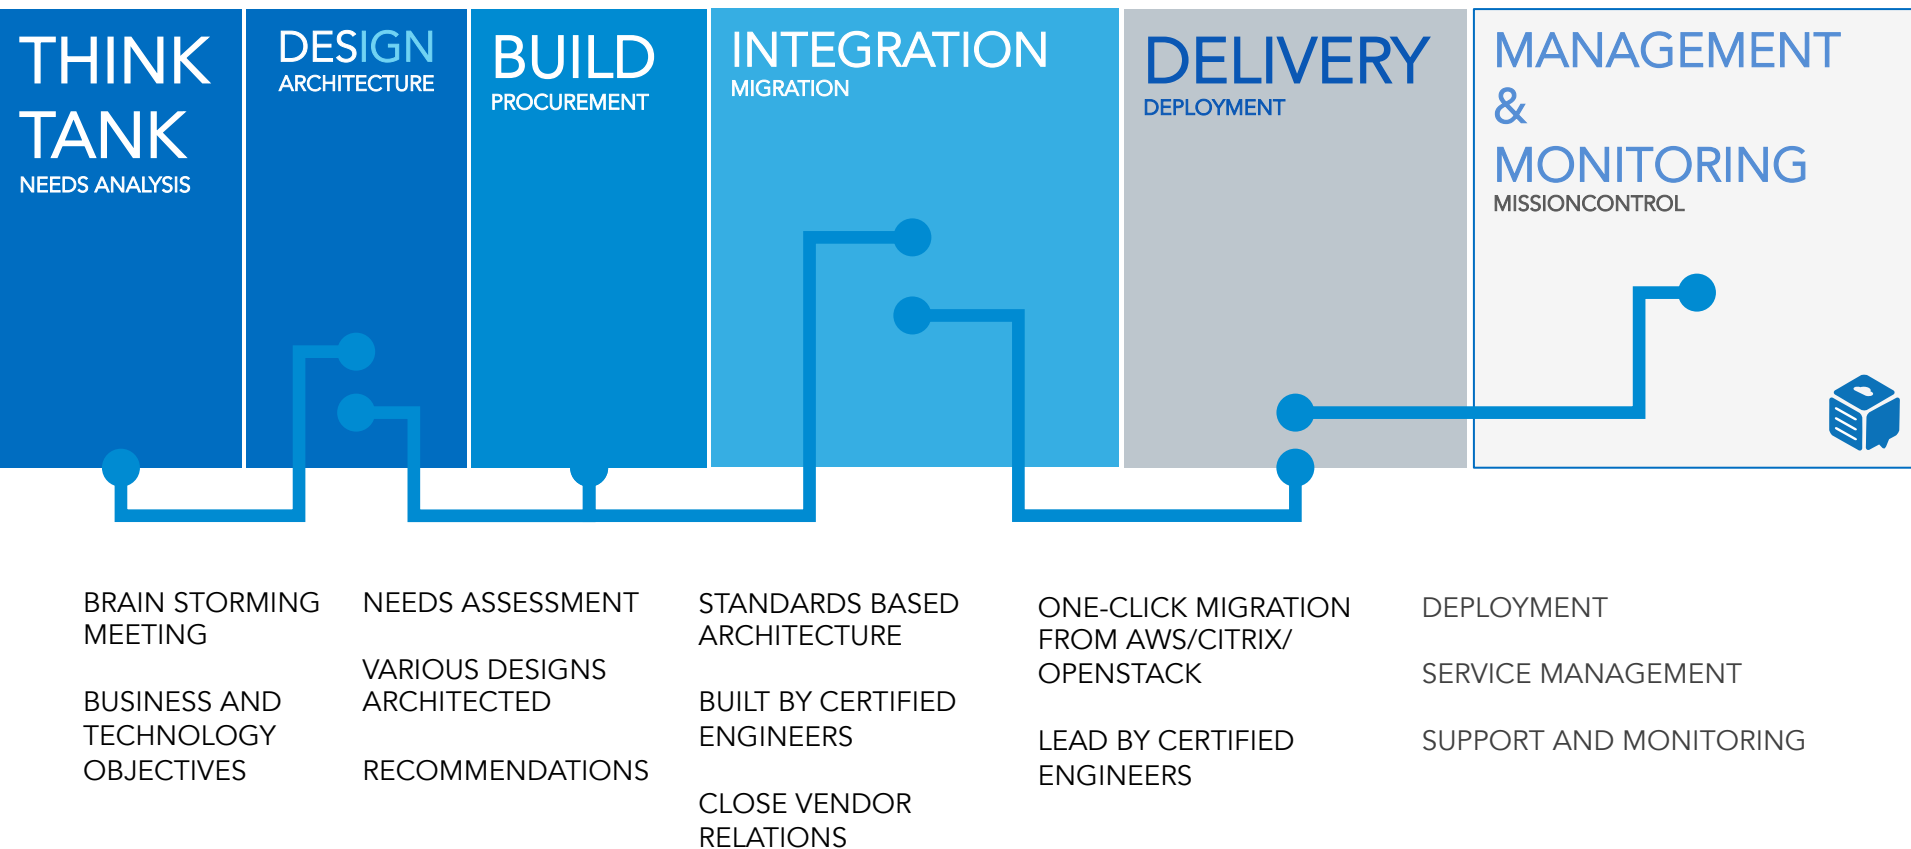 THINK
TANK
NEEDS ANALYSIS
DESIGN
ARCHITECTURE
BUILD
PROCUREMENT
INTEGRATION
MIGRATION
DELIVERY
DEPLOYMENT
MANAGEMENT
&
MONITORING
MISSIONCONTROL
BRAIN STORMING
MEETING
BUSINESS AND
TECHNOLOGY
OBJECTIVES
NEEDS ASSESSMENT
VARIOUS DESIGNS
ARCHITECTED
RECOMMENDATIONS
STANDARDS BASED
ARCHITECTURE
BUILT BY CERTIFIED
ENGINEERS
CLOSE VENDOR
RELATIONS
ONE-CLICK MIGRATION
FROM AWS/CITRIX/
OPENSTACK
LEAD BY CERTIFIED
ENGINEERS
DEPLOYMENT
SERVICE MANAGEMENT
SUPPORT AND MONITORING